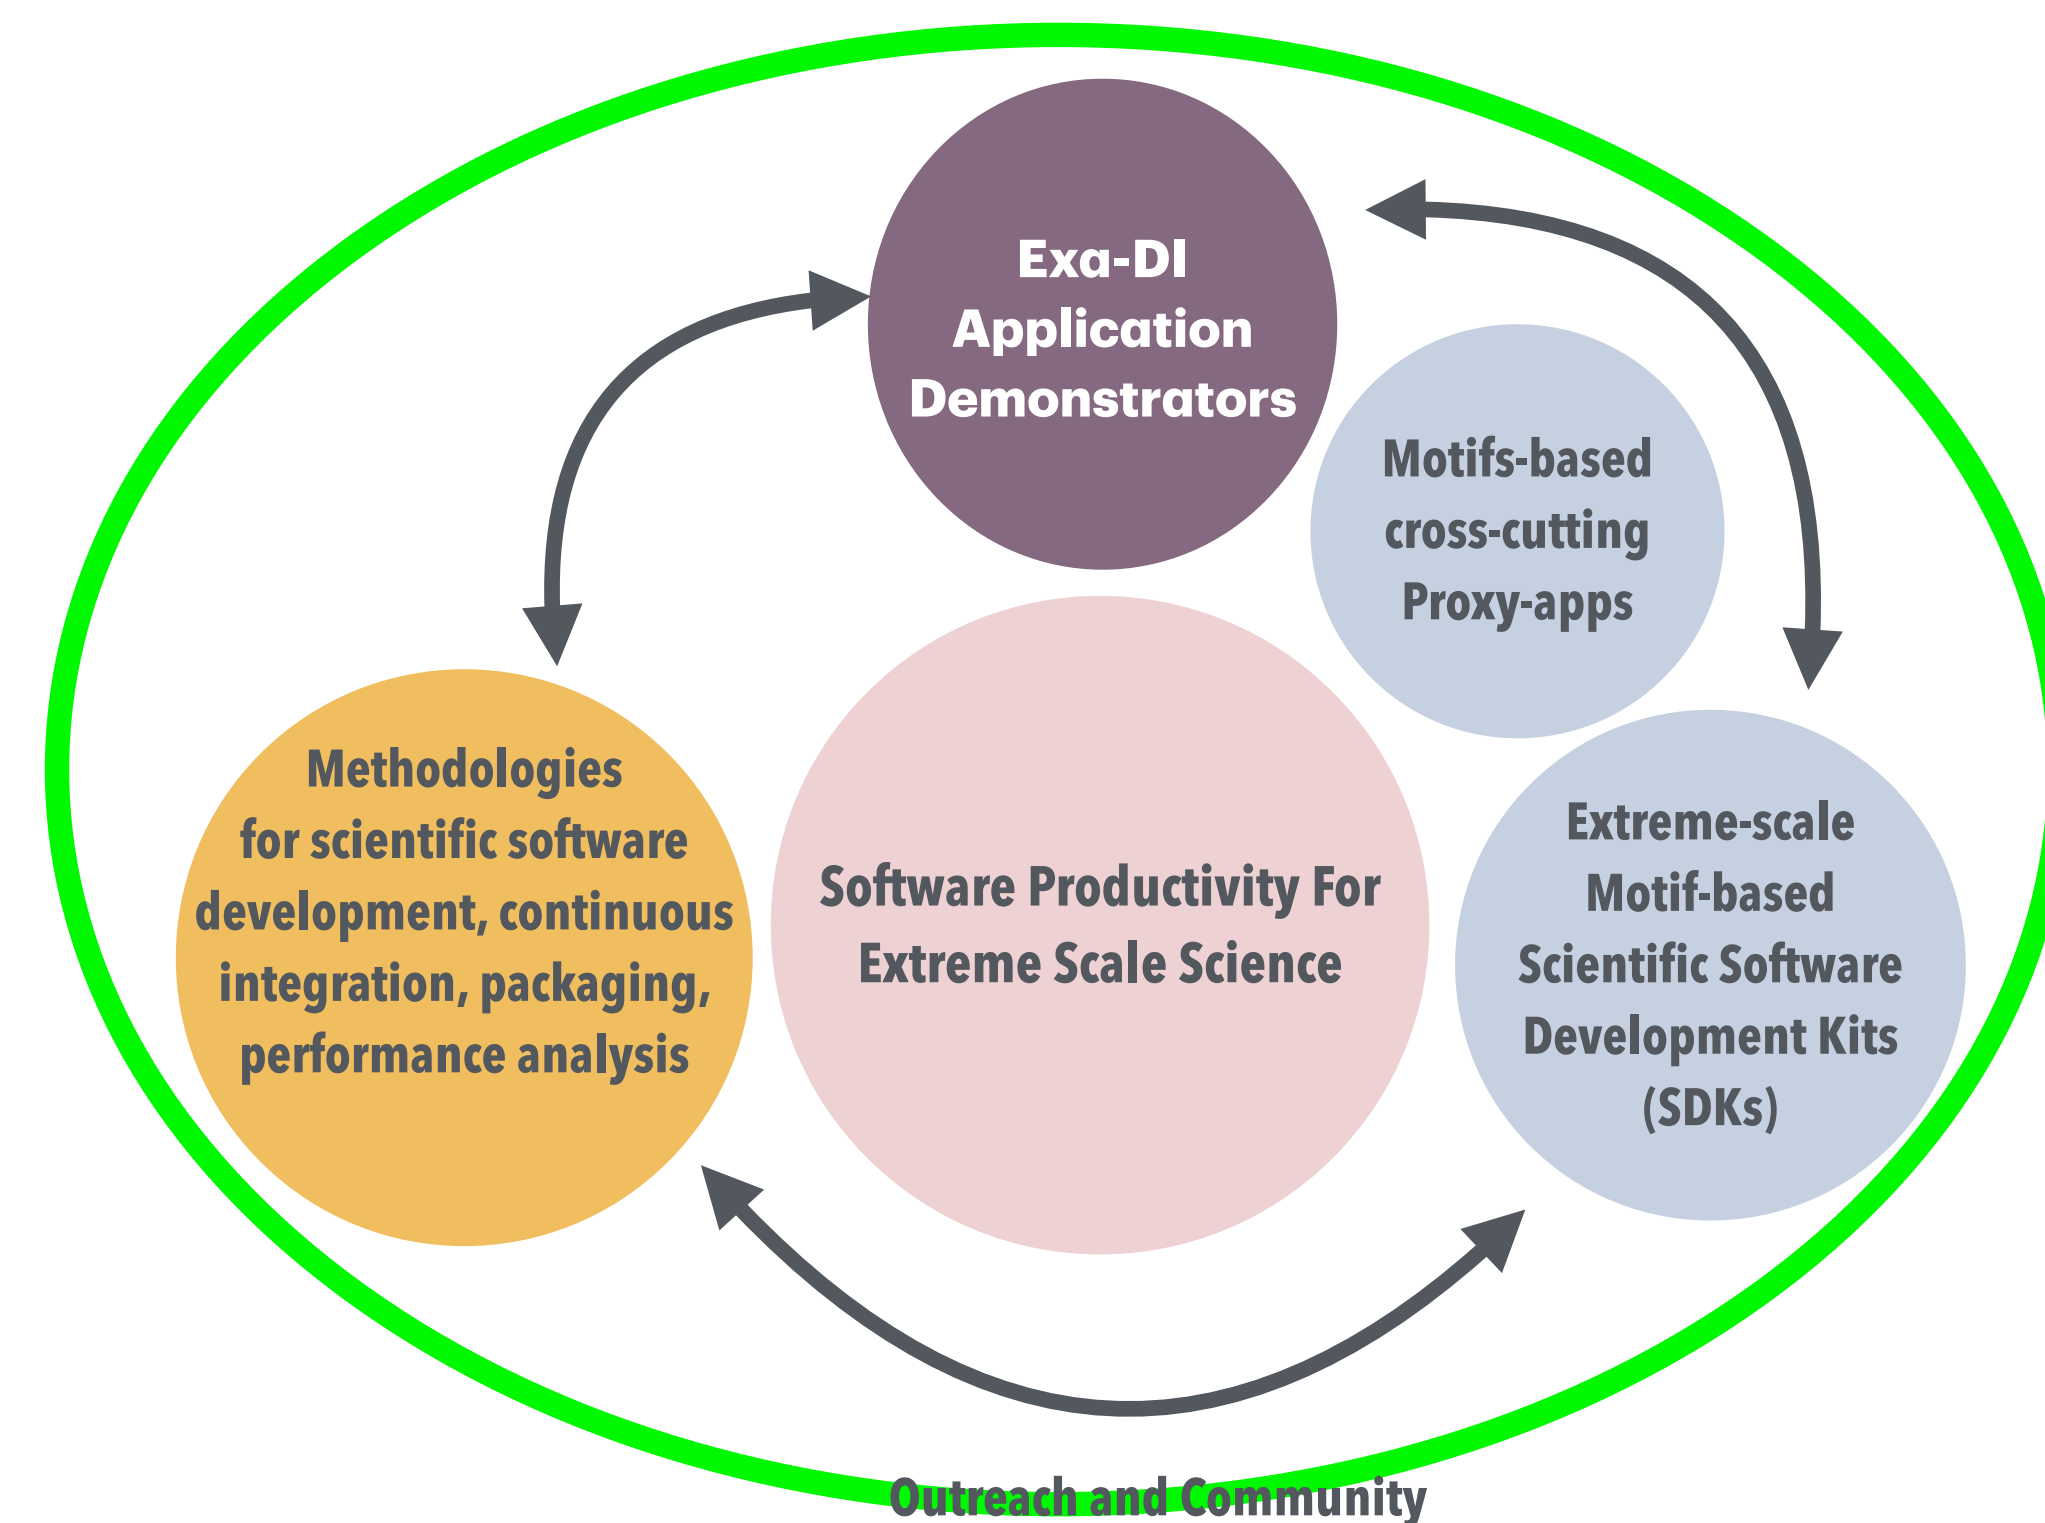 Exa-DI
Application
Demonstrators
Motifs-based
cross-cutting
Proxy-apps
Methodologies
for scientific software
development, continuous
integration, packaging,
performance analysis
Software Productivity For
Extreme Scale Science
Extreme-scale
Motif-based
Scientific Software
Development Kits
(SDKs)
Outreach and Community